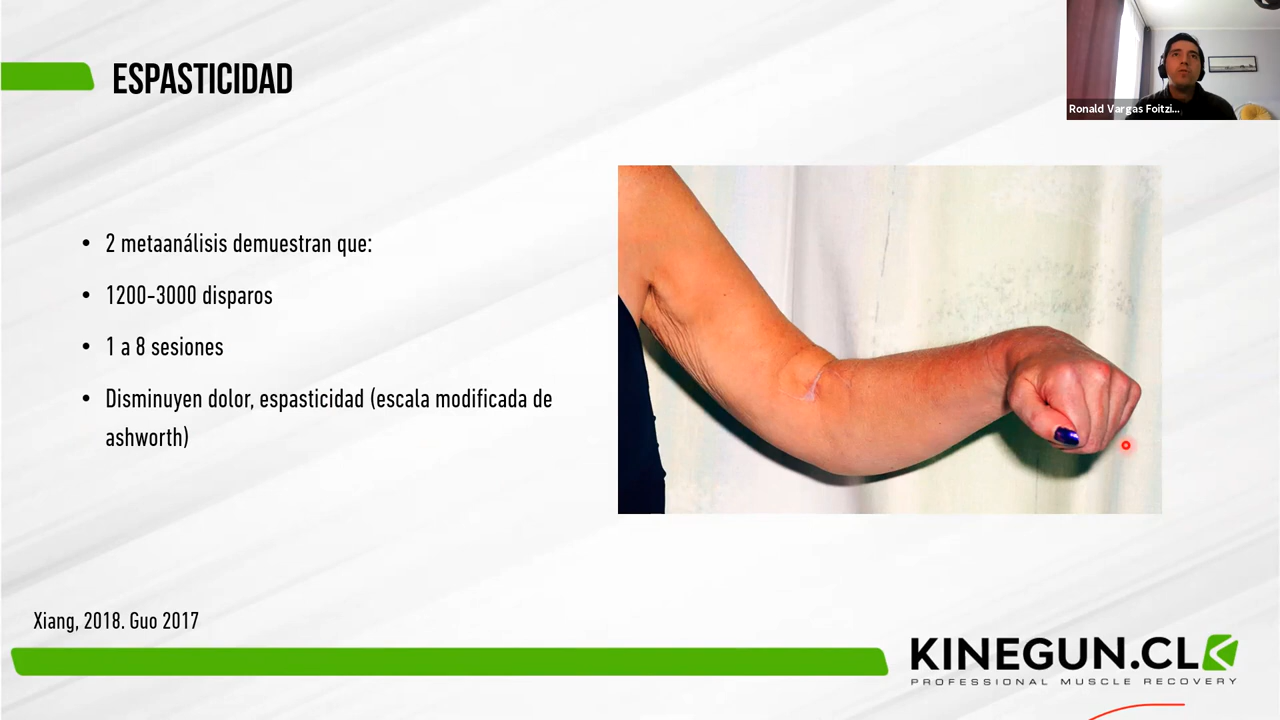 ESPASTICIDAD
Ronald Vargas Foitzi...
• 2 metaanálisis demuestran que:
• 1200-3000 disparos
• 1 a 8 sesiones
• Disminuyen dolor, espasticidad (escala modificada de
ashworth)
Xiang, 2018. Guo 2017
KINEGUN.CL
PROFESSIONAL MUSCLE RECOVERY